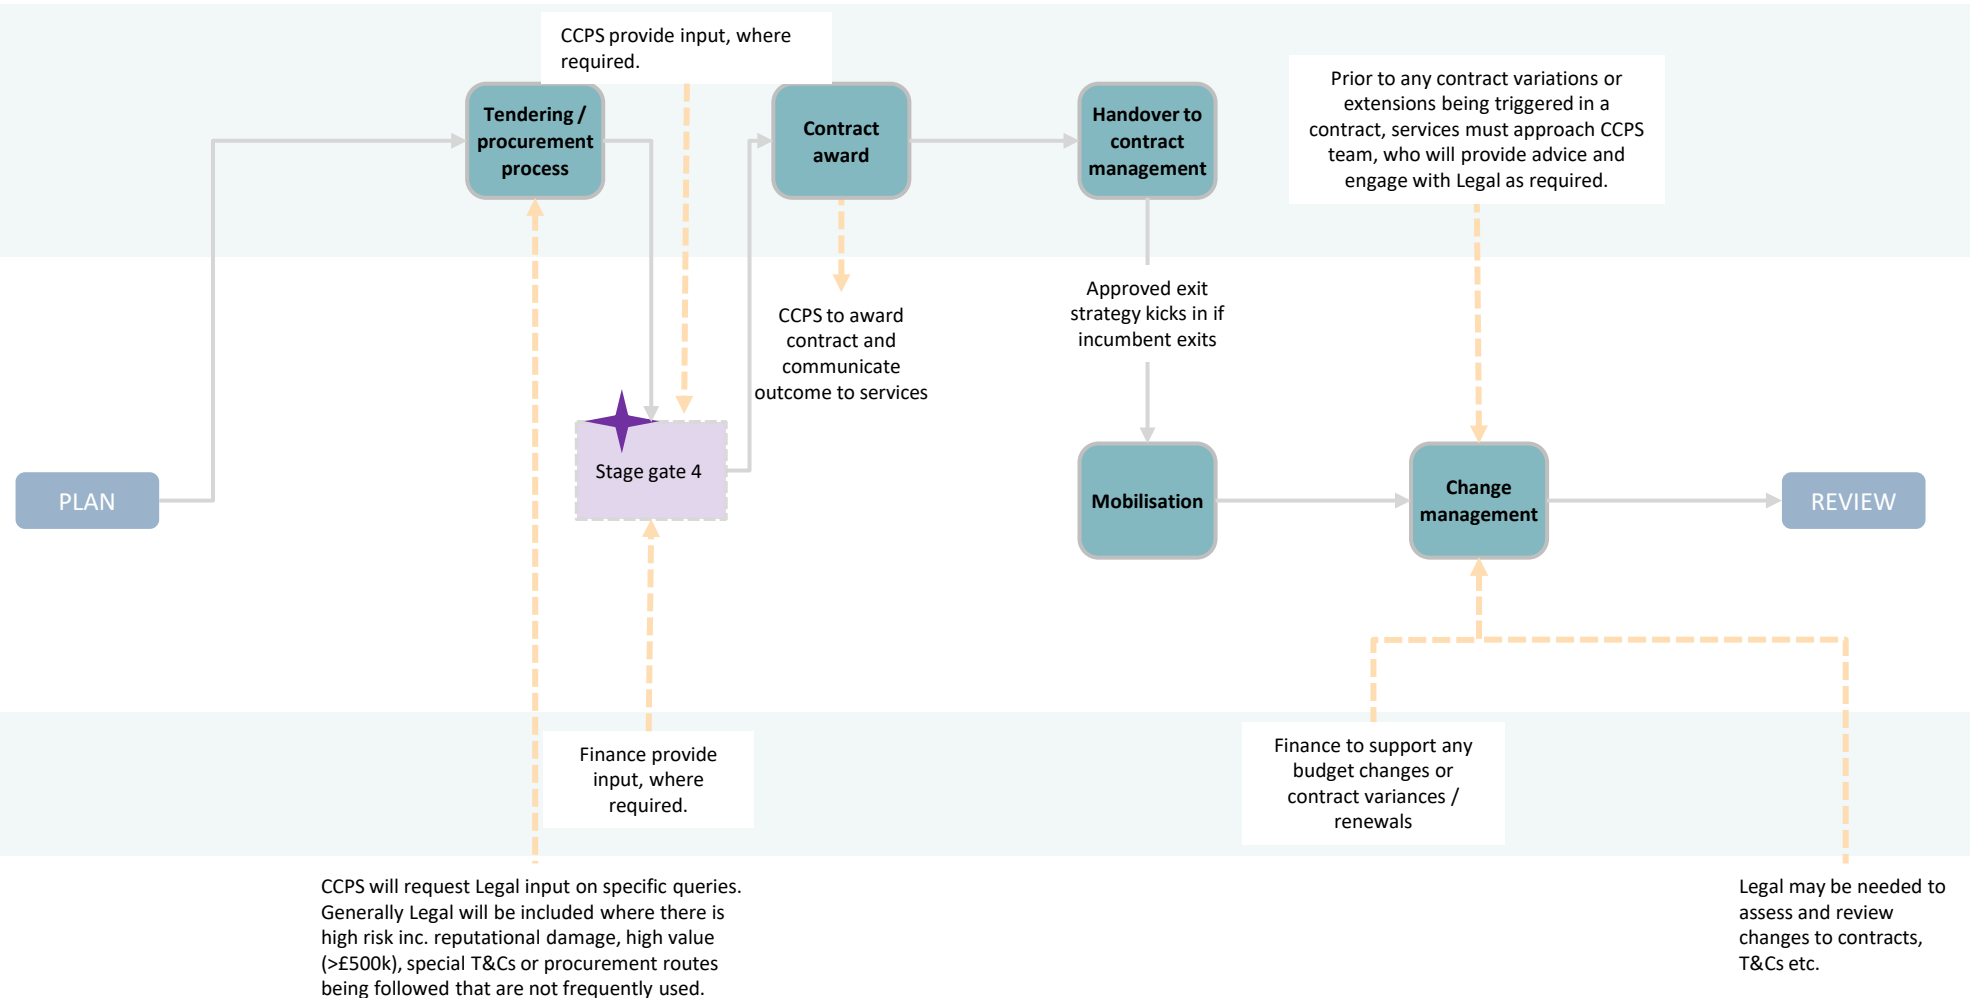 CCPS provide input, where
required.
Prior to any contract variations or
extensions being triggered in a
contract, services must approach CCPS
team, who will provide advice and
engage with Legal as required.
Tendering /
procurement
process
Contract
award
Handover to
contract
management
Approved exit
strategy kicks in if
incumbent exits
CCPS to award
contract and
communicate
outcome to services
Stage gate 4
PLAN
Mobilisation
Change
management
REVIEW
Finance provide
input, where
required.
Finance to support any
budget changes or
contract variances /
renewals
CCPS will request Legal input on specific queries.
Generally Legal will be included where there is
high risk inc. reputational damage, high value
(>£500k), special T&Cs or procurement routes
being followed that are not frequently used.
Legal may be needed to
assess and review
changes to contracts,
T&Cs etc.